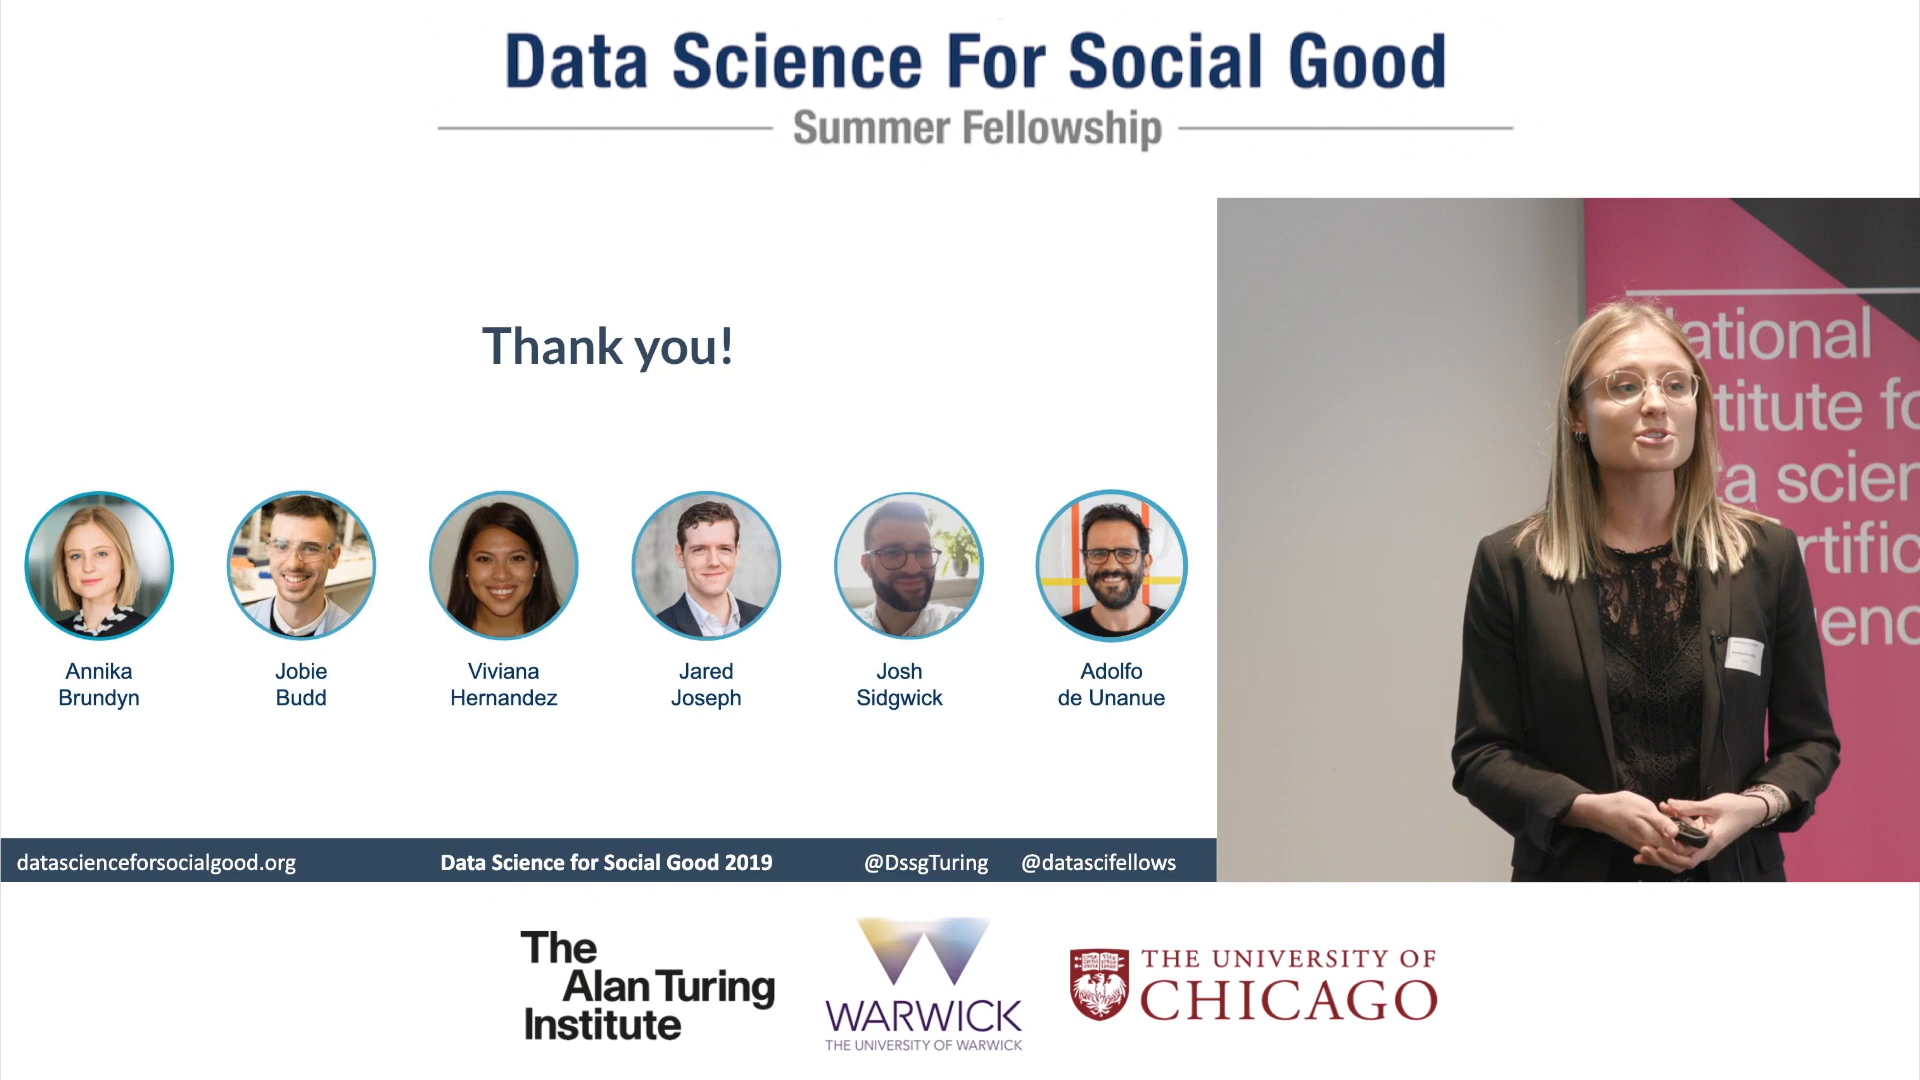 Data Science For Social Good
Summer Fellowship
Thank you!
Annika
Brundyn
Jobie
Budd
Viviana
Hernandez
Jared
Joseph
Josh
Sidgwick
Adolfo
de Unanue
datascienceforsocialgood.org
Data Science for Social Good 2019
@DssgTuring
@datascifellows
ational
titute fo
a scien
rtific
enc
The
Alan Turing
Institute
WARWICK
THE UNIVERSITY OF WARWICK
THE UNIVERSITY OF
CHICAGO